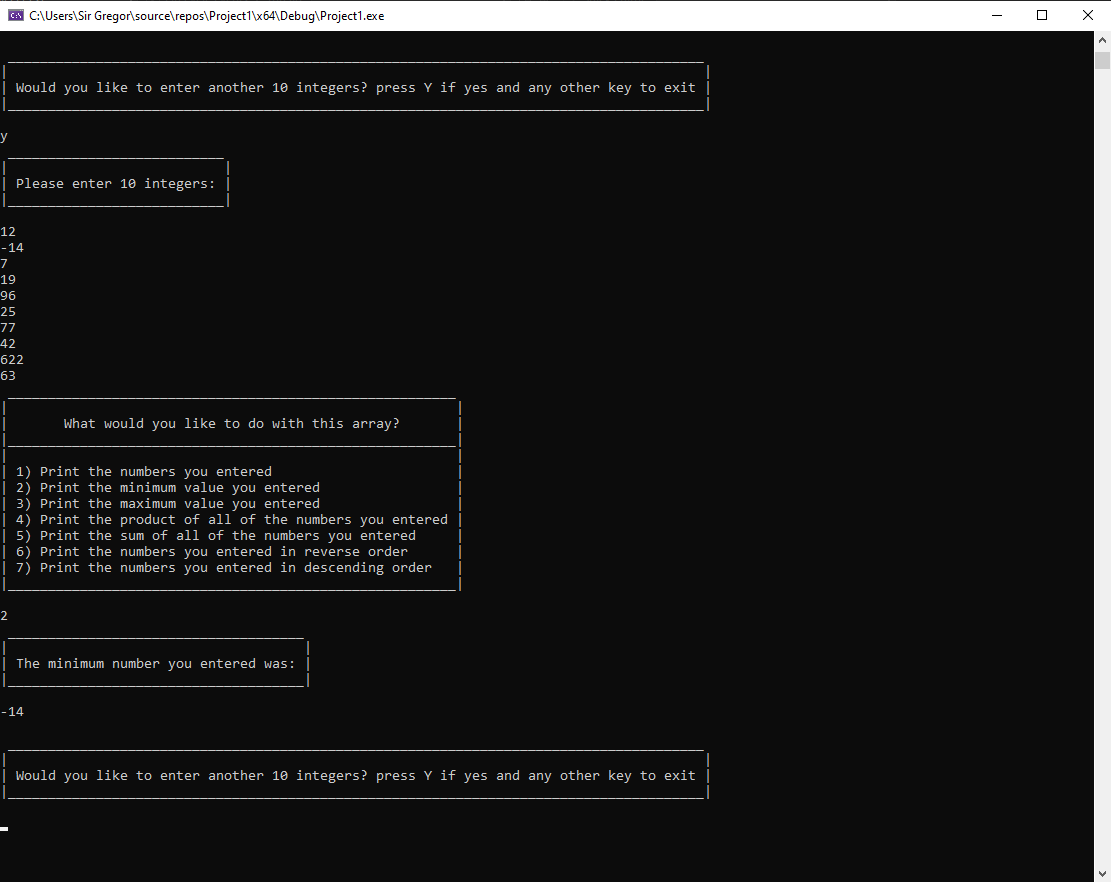 C:\Users\Sir Gregor\source\repos\Project1\x64\Debug\Project1.exe
Would you like to enter another 10 integers? press Y if yes and any other key to exit
y
Please enter 10 integers:
12
-14
7
19
96
25
77
42
622
63
What would you like to do with this array?
1) Print the numbers you entered
2) Print the minimum value you entered
3) Print the maximum value you entered
4) Print the product of all of the numbers you entered
5) Print the sum of all of the numbers you entered
6) Print the numbers you entered in reverse order
7) Print the numbers you entered in descending order
2
The minimum number you entered was:
-14
Would you like to enter another 10 integers? press Y if yes and any other key to exit